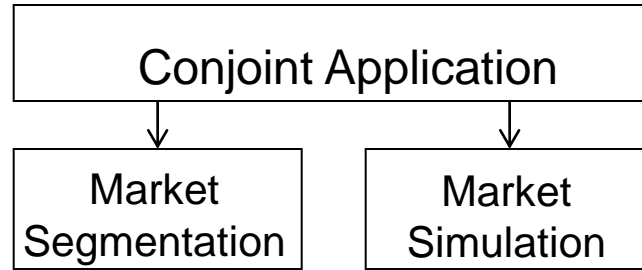 Conjoint Application
Market
Segmentation
Market
Simulation